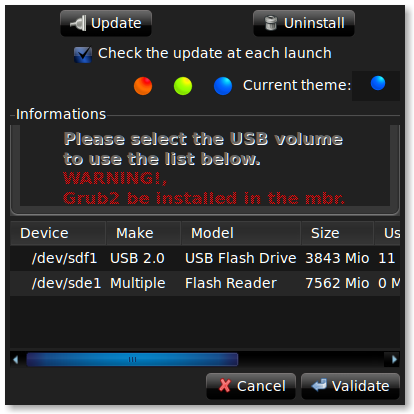 Update Uninstall
Check the update at each launch
Current theme:
Informations
Please select the USB volume
to use the list below.
WARNING!,
Grub2 be installed in the mbr.
Device Make Model Size Us
/dev/sdf1 USB 2.0 USB Flash Drive 3843 Mio 11
/dev/sde1 Multiple Flash Reader 7562 Mio 0 M
Cancel Validate